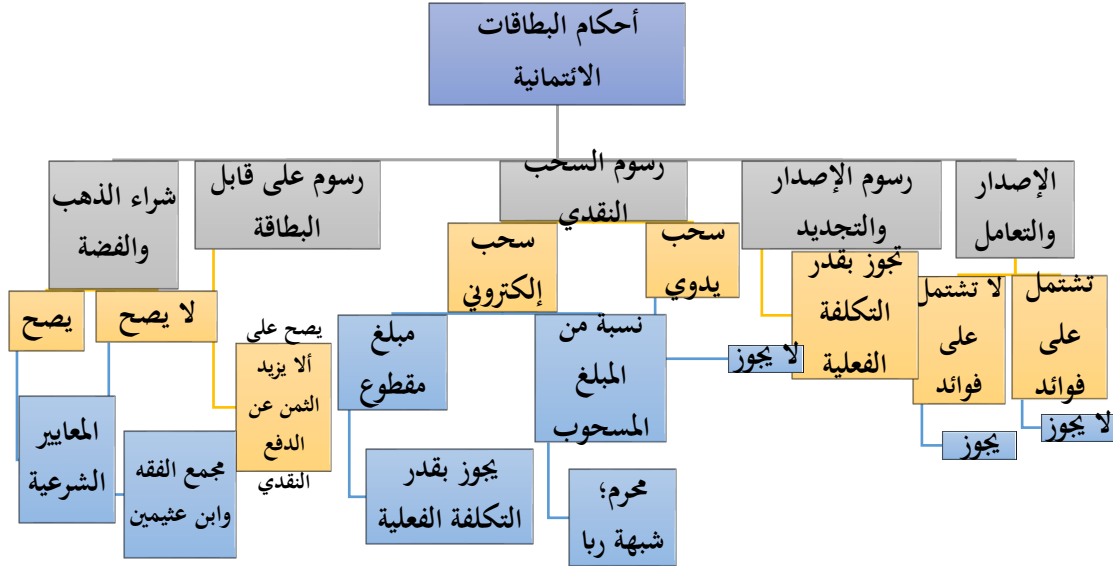 أحكام البطاقات
الائتمانية
الإصدار
والتعامل
تشتمل
على
فوائد
لا يجوز
لا تشتمل
على
فوائد
يجوز
رسوم الإصدار
والتجديد
تجوز بقدر
التكلفة
الفعلية
رسوم السحب
النقدي
سحب
يدوي
لا يجوز
سحب
إلكتروني
نسبة من
المبلغ
المسحوب
محرم؛
شبهة ربا
مبلغ
مقطوع
يجوز بقدر
التكلفة الفعلية
رسوم على قابل
البطاقة
يصح على
ألا يزيد
الثمن عن
الدفع
النقدي
شراء الذهب
والفضة
لا يصح
مجمع الفقه
وابن عثيمين
يصح
المعايير
الشرعية